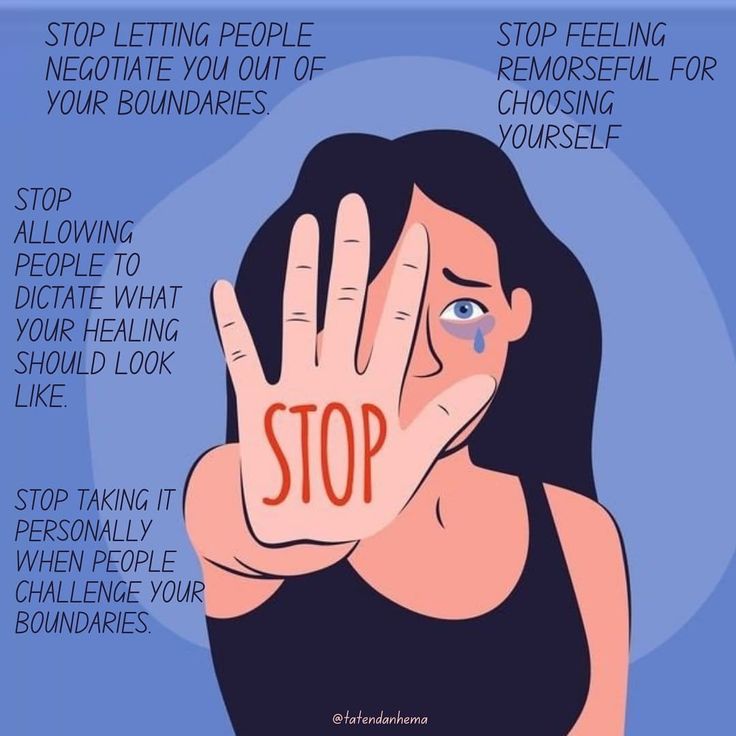 STOP LETTING PEOPLE
NEGOTIATE YOU OUT OF
YOUR BOUNDARIES.
STOP FEELING
REMORSEFUL FOR
CHOOSING
YOURSELF
STOP
ALLOWING
PEOPLE TO
DICTATE WHAT
YOUR HEALING
SHOULD LOOK
LIKE.
STOP
STOP TAKING IT
PERSONALLY
WHEN PEOPLE
CHALLENGE YOUR
BOUNDARIES.
@tatendanhema